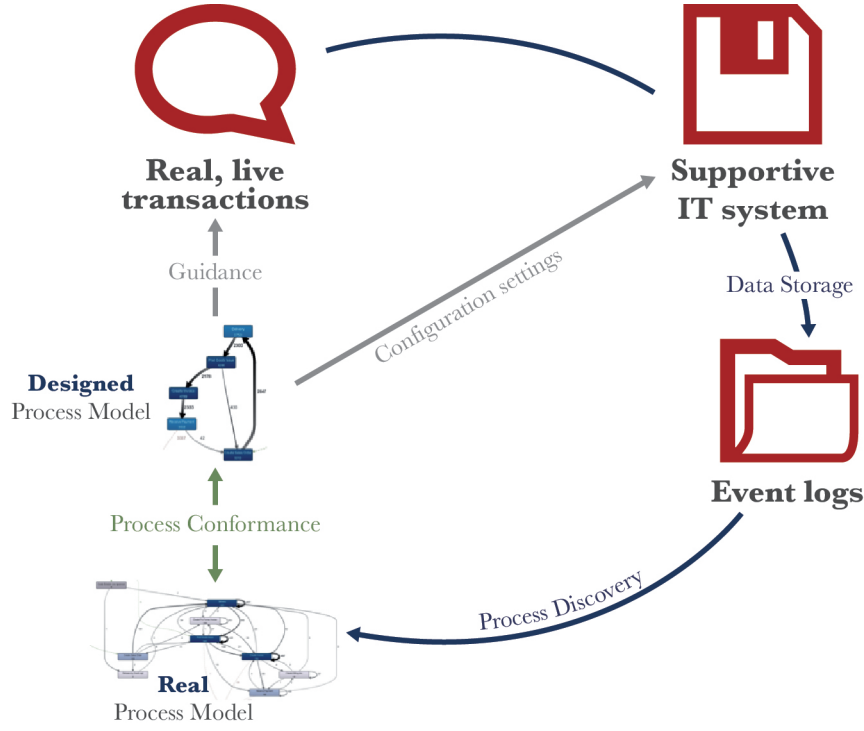 Real, live
transactions
Supportive
IT system
Guidance
Configuration settings
Data Storage
Designed
Process Model
Event logs
Process Conformance
Process Discovery
Real
Process Model